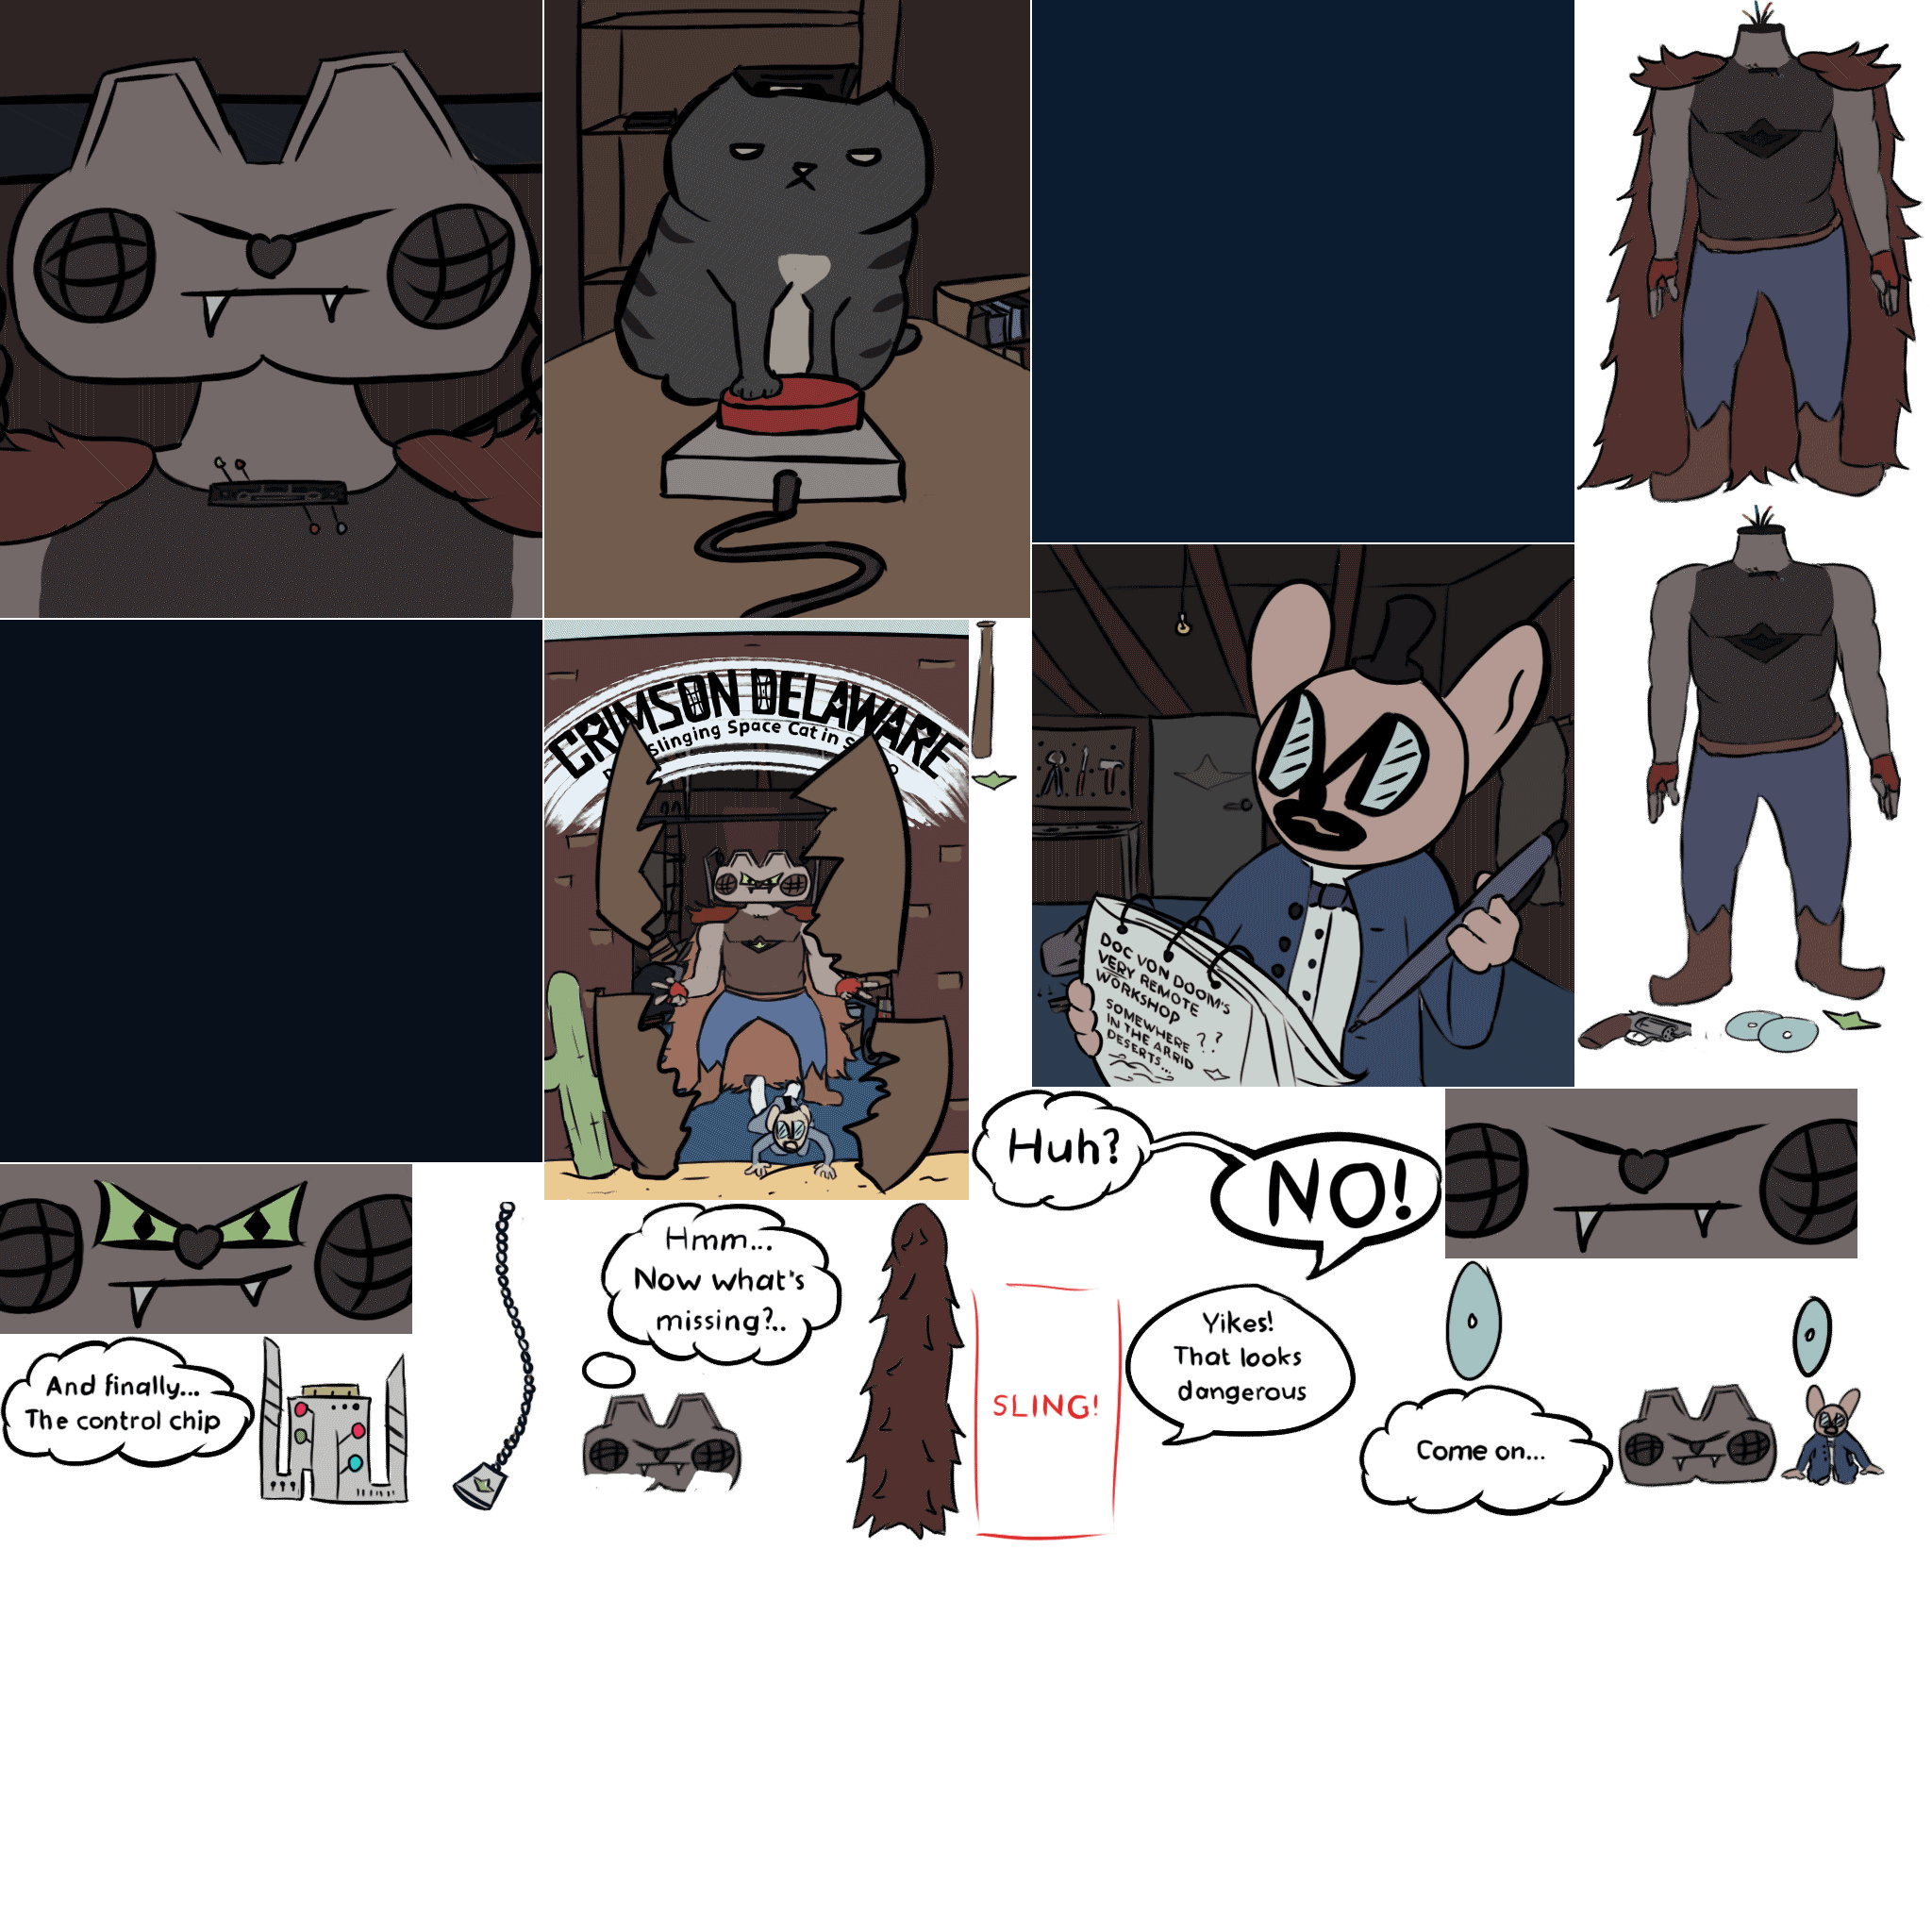 CRIMSON DELAWARE
Slinging Space Cat in
DOC VON DOOM'S
VERY REMOTE
WORKSHOP
SOMEWHERE ??
IN THE ARRID
DESERTS...
Huh?
NO!
Hmm...
Now what's
missing?..
And finally...
The control chip
SLING!
Yikes!
That looks
dangerous
Come on...